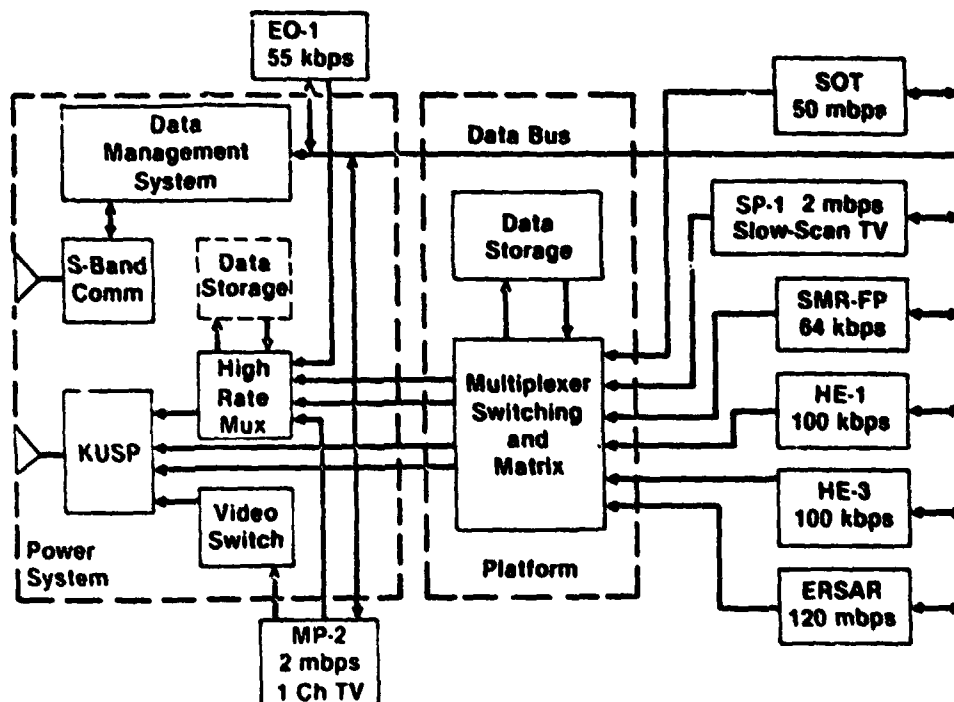 EO-1
55 kbps
SOT
50 mbps
Data
Management
System
Data Bus
SP-1 2 mbps
Slow-Scan TV
Data
Storage
S-Band
Comm
Data
Storage
SMR-FP
64 kbps
High
Rate
Mux
Multiplexer
Switching
and
Matrix
HE-1
100 kbps
KUSP
HE-3
100 kbps
Video
Switch
Power
System
Platform
ERSAR
120 mbps
MP-2
2 mbps
1 Ch TV